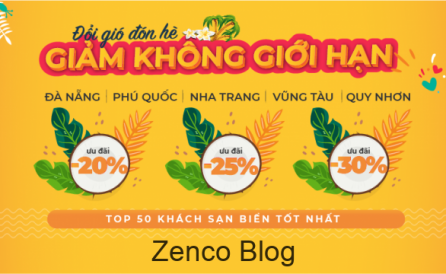 Đổi gió đón hè
GIẢM KHÔNG GIỚI HẠN
ĐÀ NẴNG | PHÚ QUỐC | NHA TRANG | VŨNG TÀU | QUY NHƠN
ưu đãi ưu đãi ưu đãi
-20% -25% -30%
TOP 50 KHÁCH SẠN BIỂN TỐT NHẤT
Zenco Blog